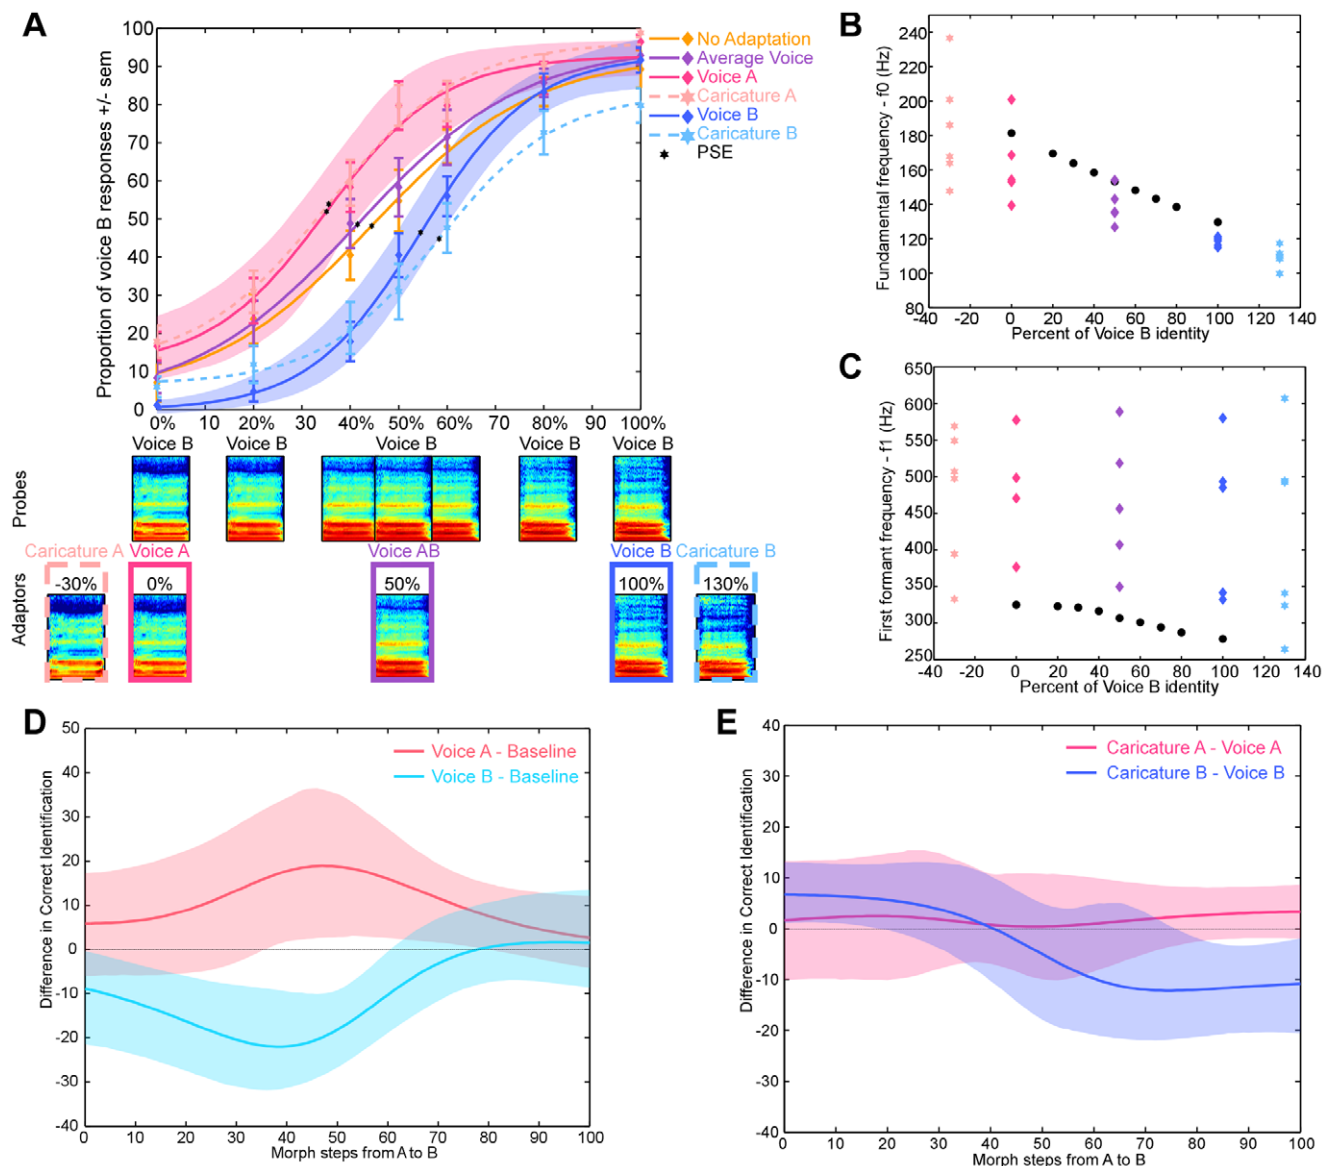 A
Proportion of voice B responses +/- sem
100
90
80
70
60
50
40
30
20
10
0
0% 10 20% 30 40% 50% 60% 70 80% 90 100%
No Adaptation
Average Voice
Voice A
Caricature A
Voice B
Caricature B
PSE
Voice B Voice B Voice B Voice B Voice B
Probes
Caricature A Voice A Voice AB Voice B Caricature B
Adaptors
-30% 0% 50% 100% 130%
B
Fundamental frequency - f0 (Hz)
240
220
200
180
160
140
120
100
80
-40 -20 0 20 40 60 80 100 120 140
Percent of Voice B identity
C
First formant frequency - f1 (Hz)
650
600
550
500
450
400
350
300
250
-40 -20 0 20 40 60 80 100 120 140
Percent of Voice B identity
D
Difference in Correct Identification
50
40
30
20
10
0
-10
-20
-30
-40
Voice A - Baseline
Voice B - Baseline
0 10 20 30 40 50 60 70 80 90 100
Morph steps from A to B
E
Difference in Correct Identification
40
30
20
10
0
-10
-20
-30
-40
Caricature A - Voice A
Caricature B - Voice B
0 10 20 30 40 50 60 70 80 90 100
Morph steps from A to B